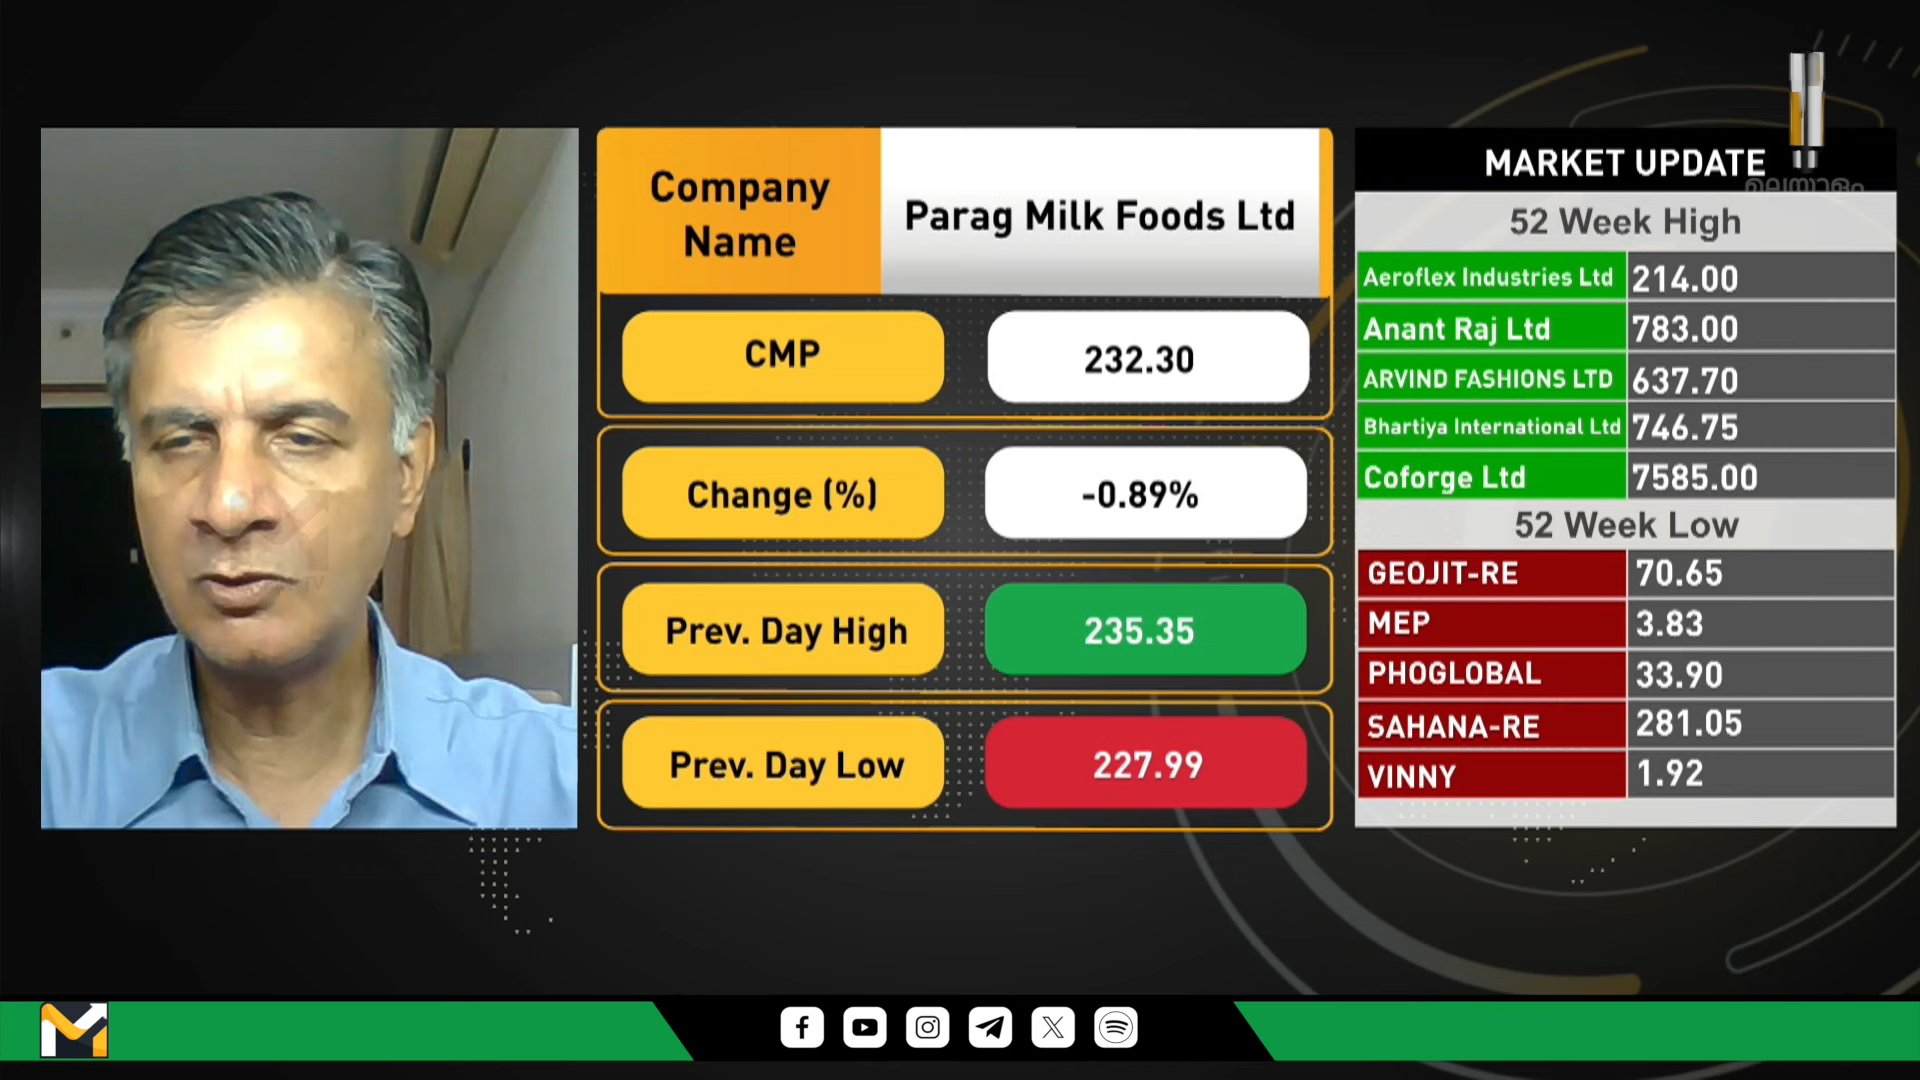 Company
Name
Parag Milk Foods Ltd
CMP
232.30
Change (%)
-0.89%
Prev. Day High
235.35
Prev. Day Low
227.99
MARKET UPDATE
മലയാളം
52 Week High
Aeroflex Industries Ltd 214.00
Anant Raj Ltd 783.00
ARVIND FASHIONS LTD 637.70
Bhartiya International Ltd 746.75
Coforge Ltd 7585.00
52 Week Low
GEOJIT-RE 70.65
MEP 3.83
PHOGLOBAL 33.90
SAHANA-RE 281.05
VINNY 1.92